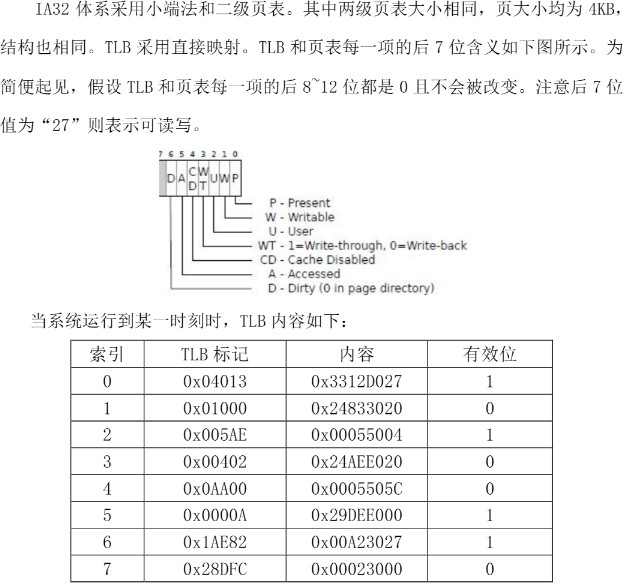 IA32 体系采用小端法和二级页表。其中两级页表大小相同，页大小均为 4KB，
结构也相同。TLB 采用直接映射。TLB 和页表每一项的后 7 位含义如下图所示。为
简便起见，假设 TLB 和页表每一项的后 8~12 位都是 0 且不会被改变。注意后 7 位
值为“27”则表示可读写。
7 6 5 4 3 2 1 0
D A CD WT U W P
P - Present
W - Writable
U - User
WT - 1=Write-through, 0=Write-back
CD - Cache Disabled
A - Accessed
D - Dirty (0 in page directory)
当系统运行到某一时刻时，TLB 内容如下：
索引 TLB 标记 内容 有效位
0 0x04013 0x3312D027 1
1 0x01000 0x24833020 0
2 0x005AE 0x00055004 1
3 0x00402 0x24AEE020 0
4 0x0AA00 0x0005505C 0
5 0x0000A 0x29DEE000 1
6 0x1AE82 0x00A23027 1
7 0x28DFC 0x00023000 0